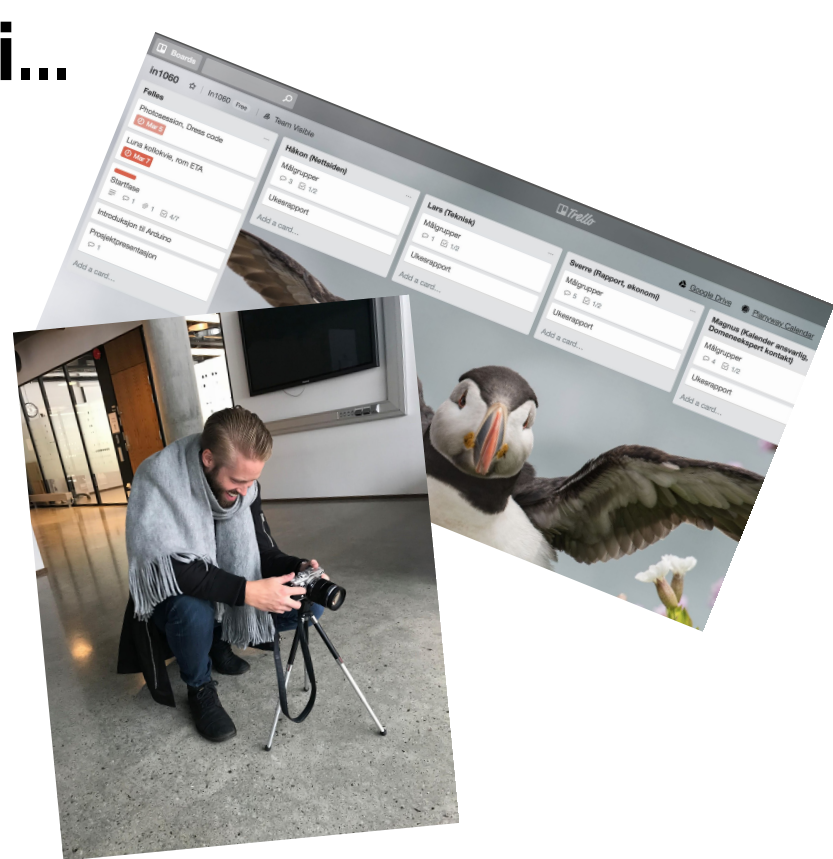 i...
Boards
in1060
In1060
Free
Team Visible
Trello
Google Drive
Planyway Calendar
Felles
Photosession, Dress code
Mar 5
Luna kollokvie, rom ETA
Mar 7
Startfase
1
1
4/7
Introduksjon til Arduino
Prosjektpresentasjon
1
Add a card...
Håkon (Nettsiden)
Målgrupper
3
1/2
Ukesrapport
Add a card...
Lars (Teknisk)
Målgrupper
1
1/2
Ukesrapport
Add a card...
Sverre (Rapport, økonomi)
Målgrupper
5
1/2
Ukesrapport
Add a card...
Magnus (Kalender ansvarlig,
Domeneekspert kontakt)
Målgrupper
4
1/2
Ukesrapport
Add a card...